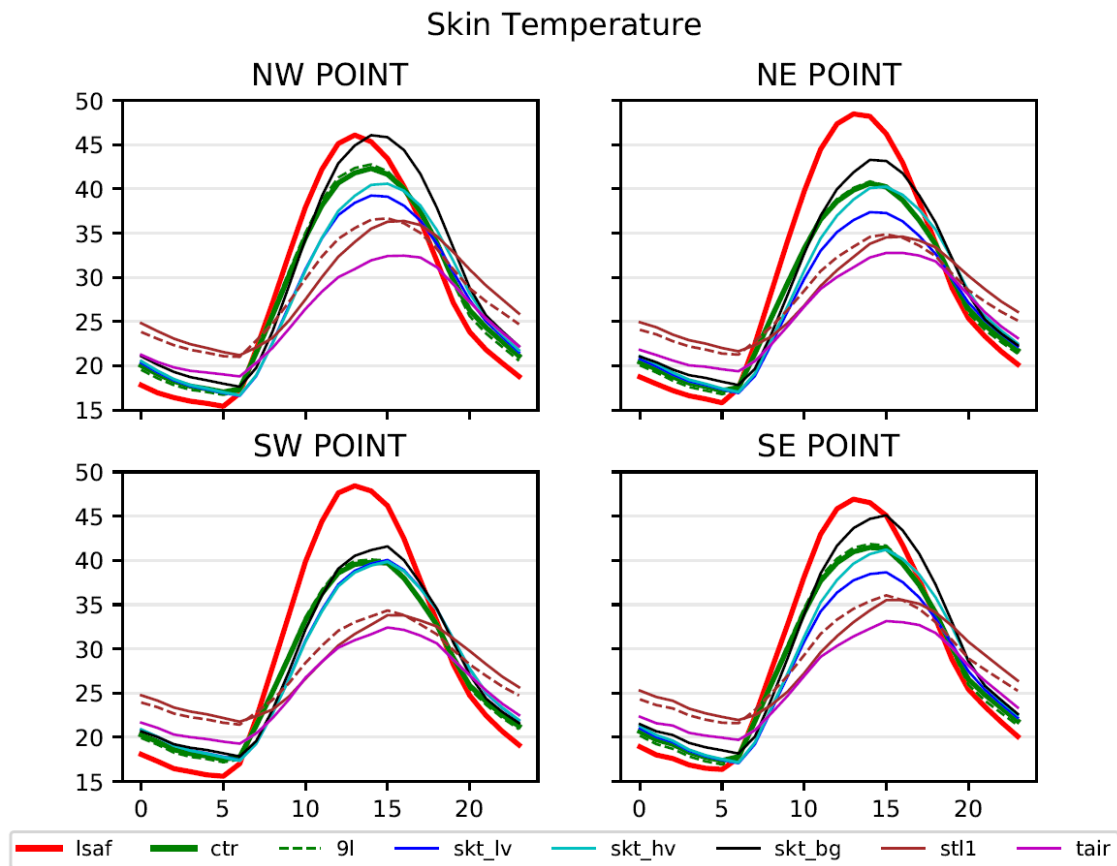 Skin Temperature
NW POINT
NE POINT
50
45
40
35
30
25
20
15
SW POINT
SE POINT
50
45
40
35
30
25
20
15
0 5 10 15 20
0 5 10 15 20
lsaf ctr 9l skt_lv skt_hv skt_bg stl1 tair